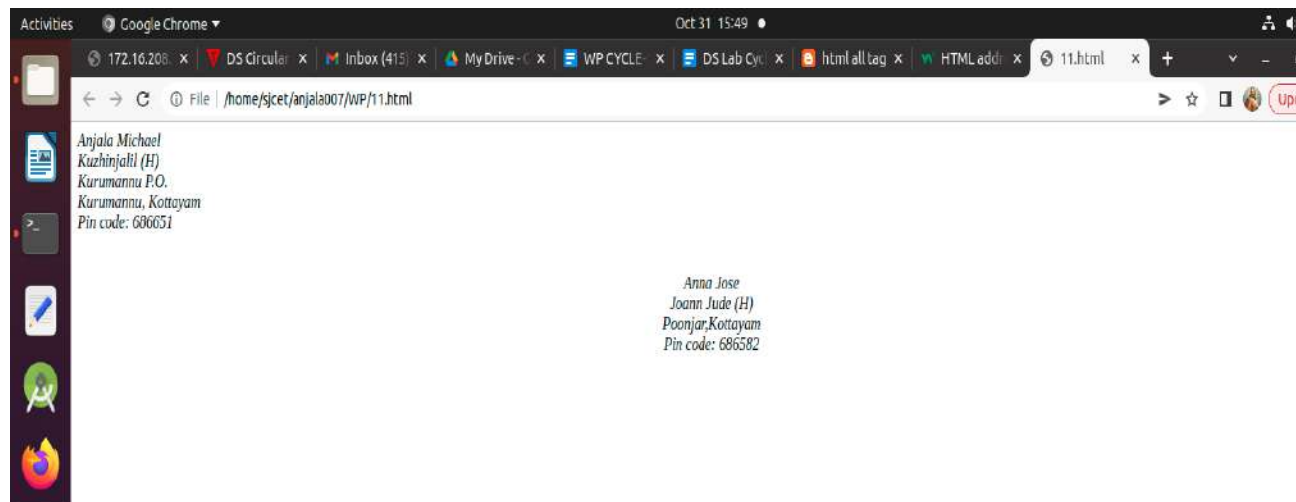 Activities Google Chrome Oct 31 15:49
172.16.208. DS Circular Inbox (415) My Drive - C WP CYCLE- DS Lab Cyc html all tag HTML addr 11.html
File /home/sjcet/anjala007/WP/11.html Up
Anjala Michael
Kuzhinjalil (H)
Kurumannu P.O.
Kurumannu, Kottayam
Pin code: 686651
Anna Jose
Joann Jude (H)
Poonjar,Kottayam
Pin code: 686582